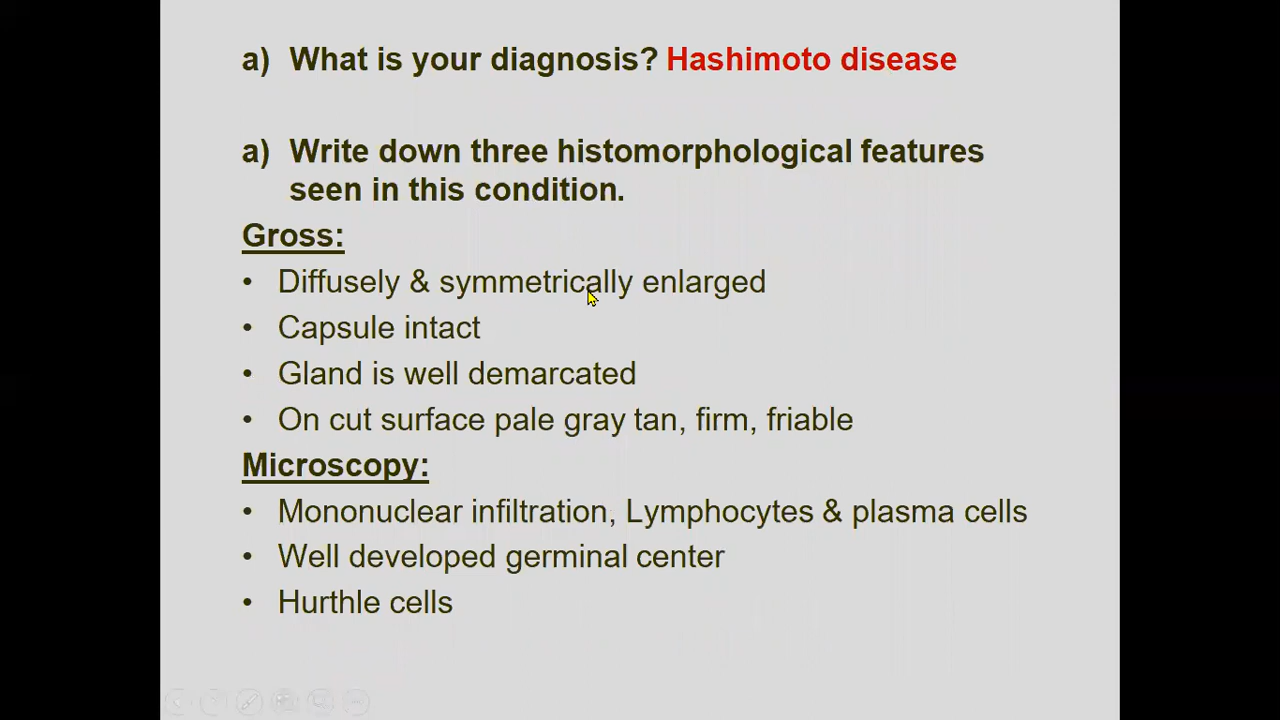 a) What is your diagnosis? Hashimoto disease
a) Write down three histomorphological features
seen in this condition.
Gross:
• Diffusely & symmetrically enlarged
• Capsule intact
• Gland is well demarcated
• On cut surface pale gray tan, firm, friable
Microscopy:
• Mononuclear infiltration, Lymphocytes & plasma cells
• Well developed germinal center
• Hurthle cells